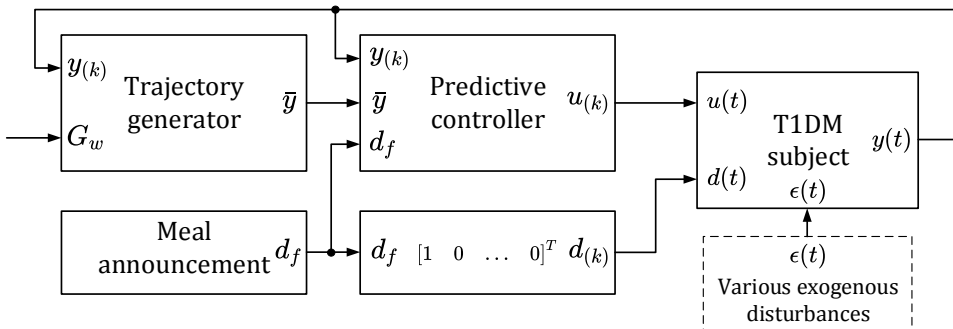 y(k)
Trajectory
generator
ȳ
G_w
y(k)
ȳ
d_f
Predictive
controller
u(k)
u(t)
d(t)
T1DM
subject
ϵ(t)
y(t)
Meal
announcement
d_f
d_f [1 0 … 0]^T d(k)
ϵ(t)
Various exogenous
disturbances